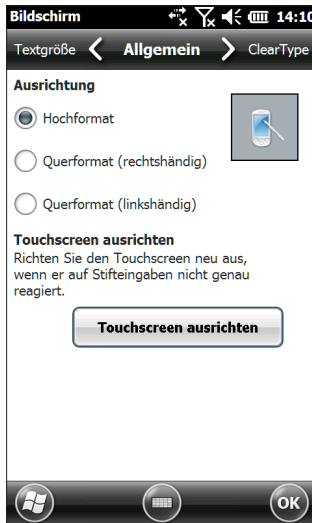 Bildschirm 14:10
Textgröße Allgemein ClearType
Ausrichtung
Hochformat
Querformat (rechtshändig)
Querformat (linkshändig)
Touchscreen ausrichten
Richten Sie den Touchscreen neu aus,
wenn er auf Stifteingaben nicht genau
reagiert.
Touchscreen ausrichten
OK